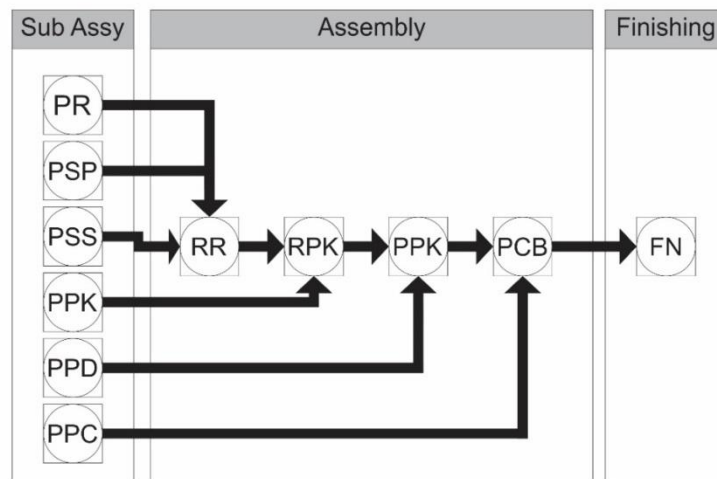 Sub Assy
Assembly
Finishing
PR
PSP
PSS
RR
RPK
PPK
PCB
FN
PPK
PPD
PPC